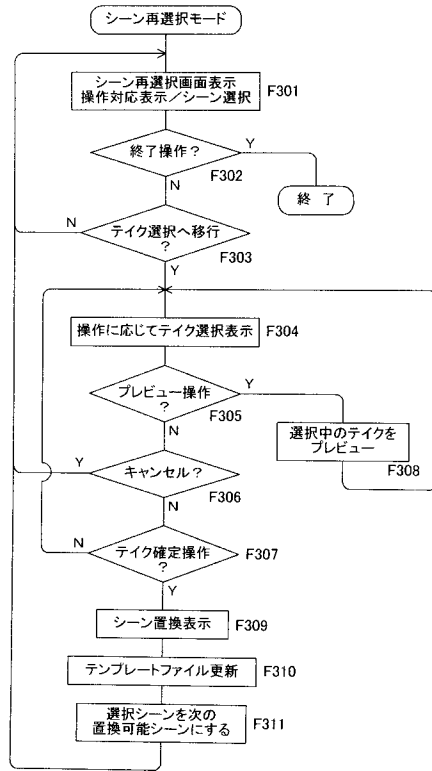 シーン再選択モード
シーン再選択画面表示
操作対応表示／シーン選択
F301
終了操作?
Y
F302
N
終 了
N
テイク選択へ移行
?
F303
Y
操作に応じてテイク選択表示
F304
プレビュー操作
?
Y
F305
N
選択中のテイクを
プレビュー
F308
Y
キャンセル?
F306
N
N
テイク確定操作
?
F307
Y
シーン置換表示
F309
テンプレートファイル更新
F310
選択シーンを次の
置換可能シーンにする
F311